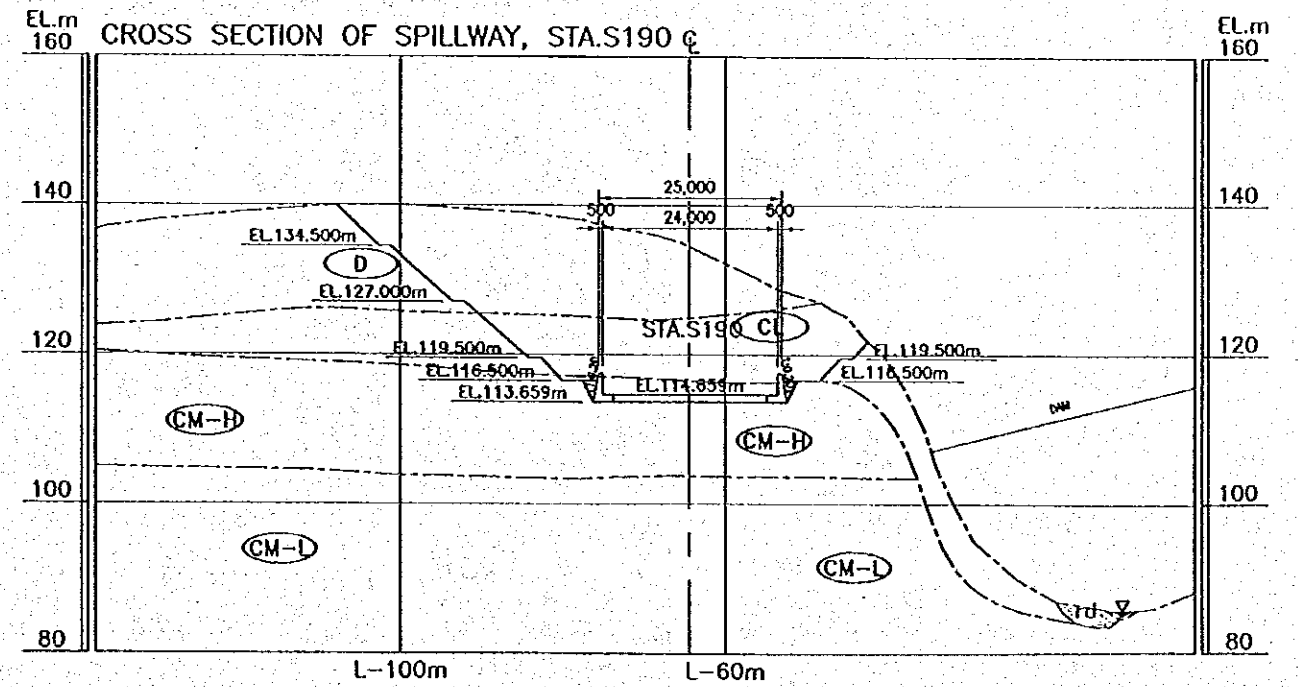 EL.m
160
CROSS SECTION OF SPILLWAY, STA.S190 ℄
EL.m
160
140
25,000
140
500
24,000
500
EL.134.500m
D
EL.127.000m
120
STA.S190
CL
120
EL.119.500m
EL.119.500m
EL.116.500m
EL.114.859m
EL.116.500m
EL.113.659m
DAM
CM-H
CM-H
100
100
CM-L
CM-L
rd
80
80
L-100m
L-60m